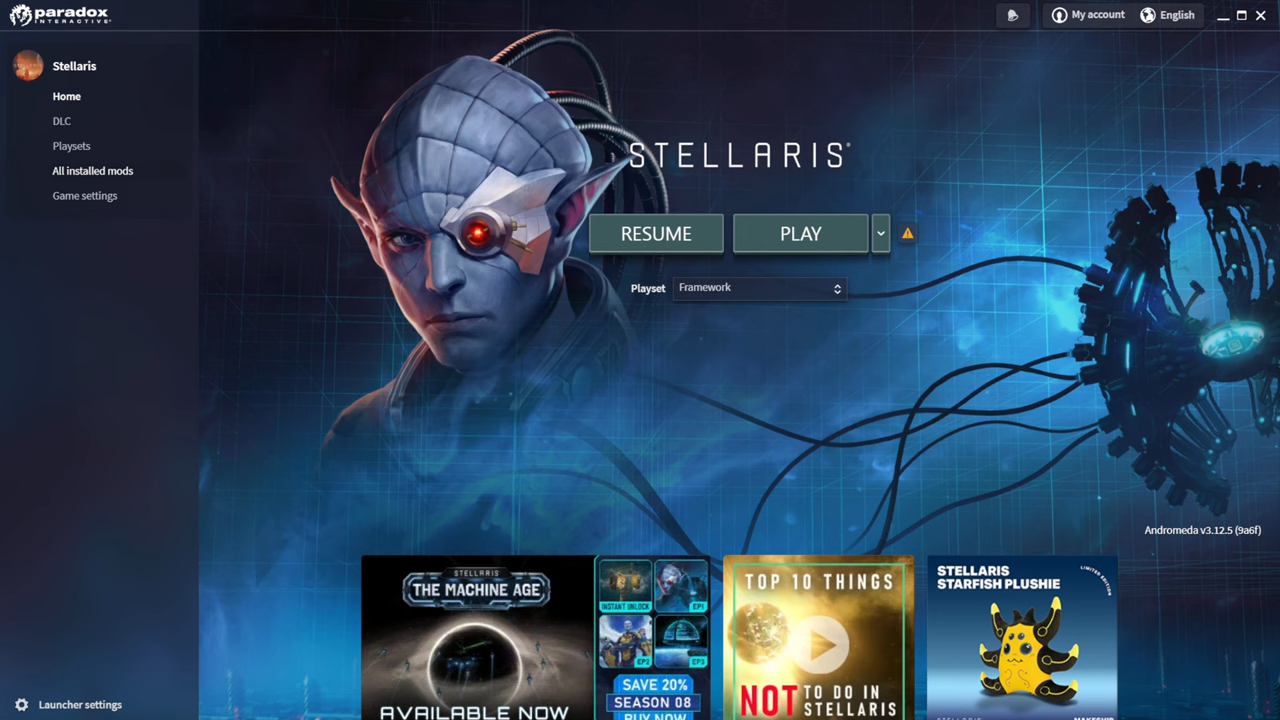 paradox
INTERACTIVE
My account
English
Stellaris
Home
DLC
Playsets
All installed mods
Game settings
STELLARIS
RESUME
PLAY
Playset
Framework
Andromeda v3.12.5 (9a6f)
STELLARIS
THE MACHINE AGE
AVAILABLE NOW
INSTANT UNLOCK
EP1
EP2
EP3
SAVE 20%
SEASON 08
BUY NOW
TOP 10 THINGS
NOT TO DO IN
STELLARIS
STELLARIS
STARFISH PLUSHIE
LIMITED EDITION
MAKESHIP
Launcher settings